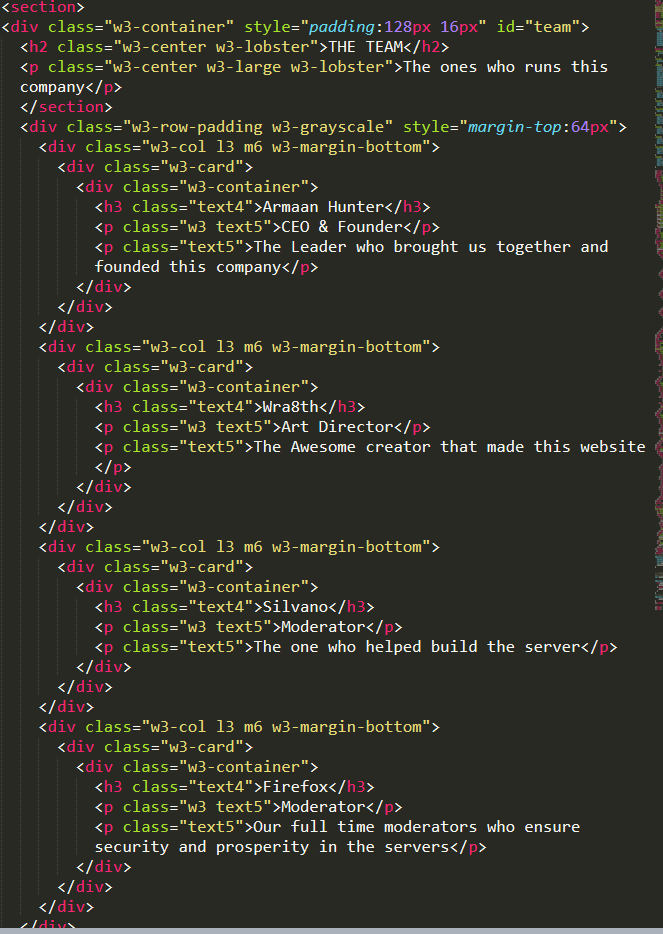 <section>
<div class="w3-container" style="padding:128px 16px" id="team">
<h2 class="w3-center w3-lobster">THE TEAM</h2>
<p class="w3-center w3-large w3-lobster">The ones who runs this
company</p>
</section>
<div class="w3-row-padding w3-grayscale" style="margin-top:64px">
<div class="w3-col l3 m6 w3-margin-bottom">
<div class="w3-card">
<div class="w3-container">
<h3 class="text4">Armaan Hunter</h3>
<p class="w3 text5">CEO & Founder</p>
<p class="text5">The Leader who brought us together and
founded this company</p>
</div>
</div>
</div>
<div class="w3-col l3 m6 w3-margin-bottom">
<div class="w3-card">
<div class="w3-container">
<h3 class="text4">Wra8th</h3>
<p class="w3 text5">Art Director</p>
<p class="text5">The Awesome creator that made this website
</p>
</div>
</div>
</div>
<div class="w3-col l3 m6 w3-margin-bottom">
<div class="w3-card">
<div class="w3-container">
<h3 class="text4">Silvano</h3>
<p class="w3 text5">Moderator</p>
<p class="text5">The one who helped build the server</p>
</div>
</div>
</div>
<div class="w3-col l3 m6 w3-margin-bottom">
<div class="w3-card">
<div class="w3-container">
<h3 class="text4">Firefox</h3>
<p class="w3 text5">Moderator</p>
<p class="text5">Our full time moderators who ensure
security and prosperity in the servers</p>
</div>
</div>
</div>
</div>